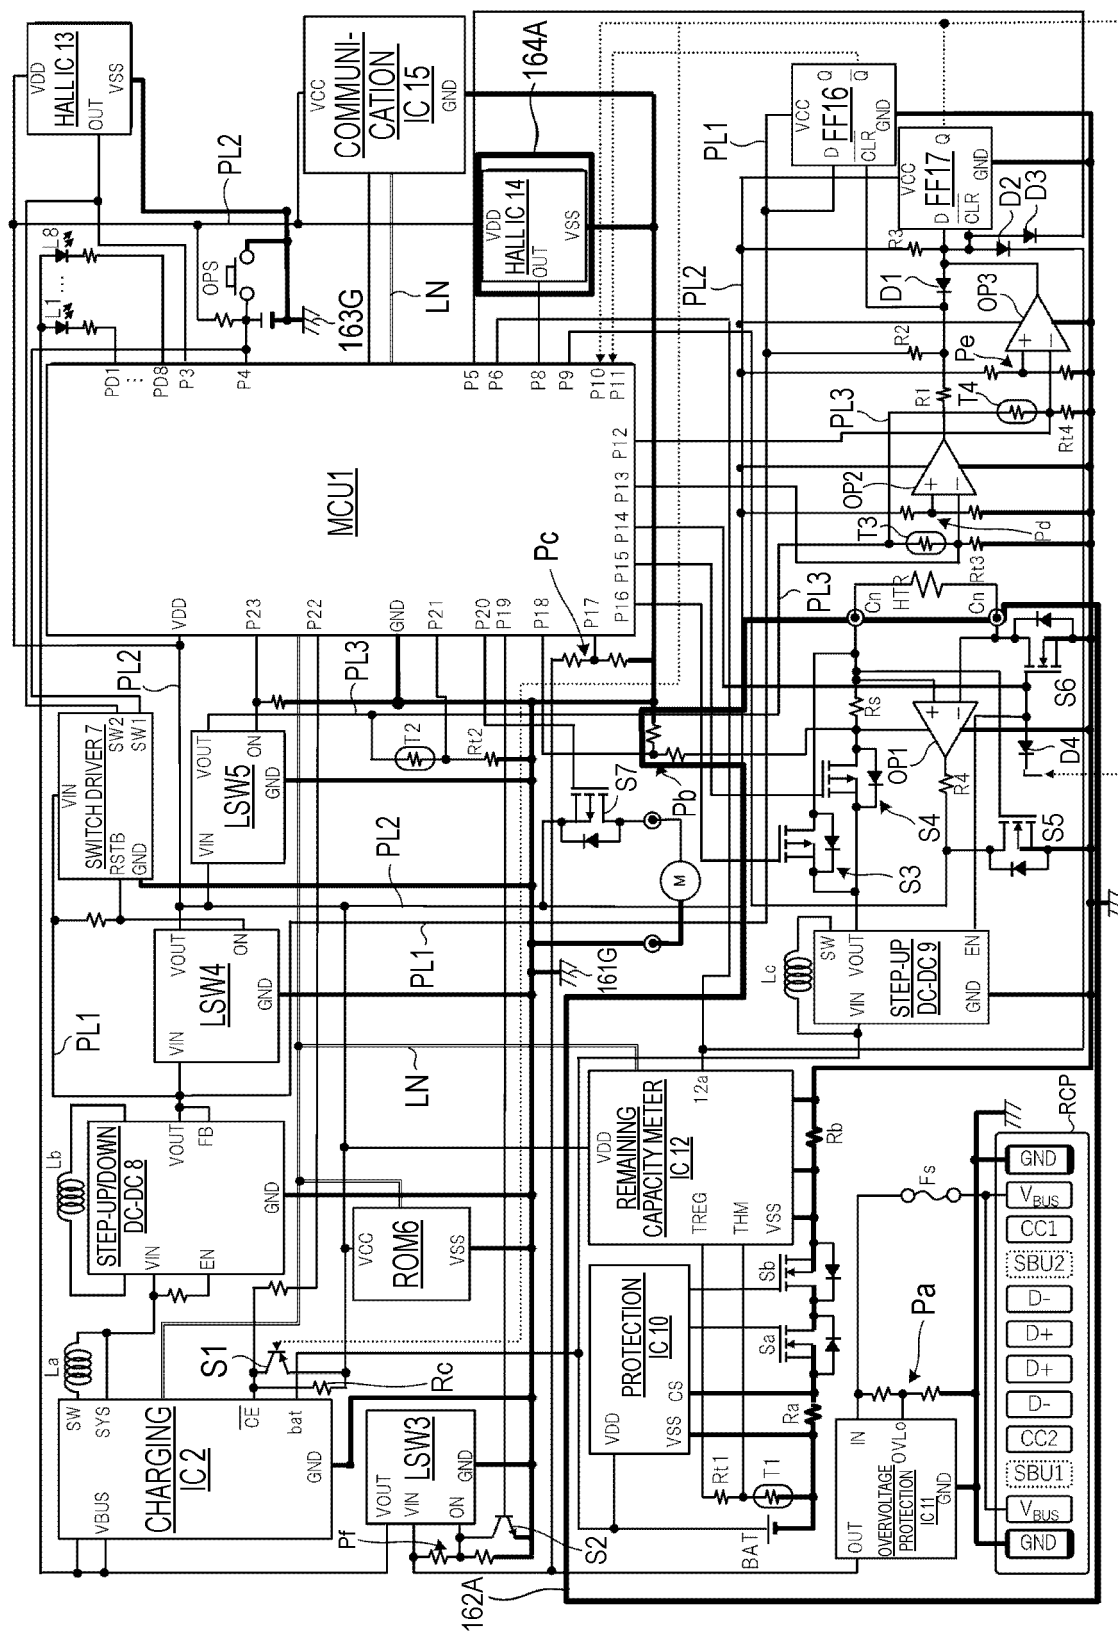 HALL IC 13
VDD
VSS
OUT
L8
L1
...
OPS
163G
PL2
COMMUNI-
CATION
IC 15
VCC
GND
LN
164A
HALL IC 14
VDD
OUT
VSS
PL1
FF16
VCC
D
Q
Q
CLR
GND
FF17
VCC
D
Q
CLR
GND
D2
D3
R3
D1
PL2
R2
R1
OP3
Pe
T4
PL3
Rt4
OP2
Pd
T3
Rt3
MCU1
PD1
PD8
P3
P4
P5
P6
P8
P9
P10
P11
P12
P13
P14
P15
P16
P17
P18
P19
P20
P21
GND
P22
P23
VDD
Pc
PL3
Cn
HTR
Cn
SWITCH DRIVER 7
VIN
SW2
SW1
RSTB
GND
PL2
LSW5
VOUT
ON
VIN
GND
PL3
T2
Rt2
S7
Pb
M
Rs
OP1
R4
S6
D4
S5
S4
S3
PL2
PL1
161G
LSW4
VOUT
ON
VIN
GND
PL1
LN
Lc
STEP-UP
DC-DC 9
SW
VOUT
VIN
EN
GND
Lb
STEP-UP/DOWN
DC-DC 8
VOUT
FB
VIN
EN
GND
ROM6
VCC
VSS
REMAINING
CAPACITY METER
IC 12
VDD
12a
TREG
THM
VSS
Rb
Sb
Sa
Ra
PROTECTION
IC 10
VDD
VSS
CS
La
S1
Rc
CHARGING
IC 2
SW
SYS
CE
bat
VBUS
GND
LSW3
VOUT
VIN
ON
GND
Pf
S2
162A
Rt1
T1
BAT
Fs
Pa
OVERVOLTAGE
PROTECTION
IC11
IN
OVLo
OUT
GND
RCP
GND
VBUS
CC1
SBU2
D-
D+
D+
D-
CC2
SBU1
VBUS
GND